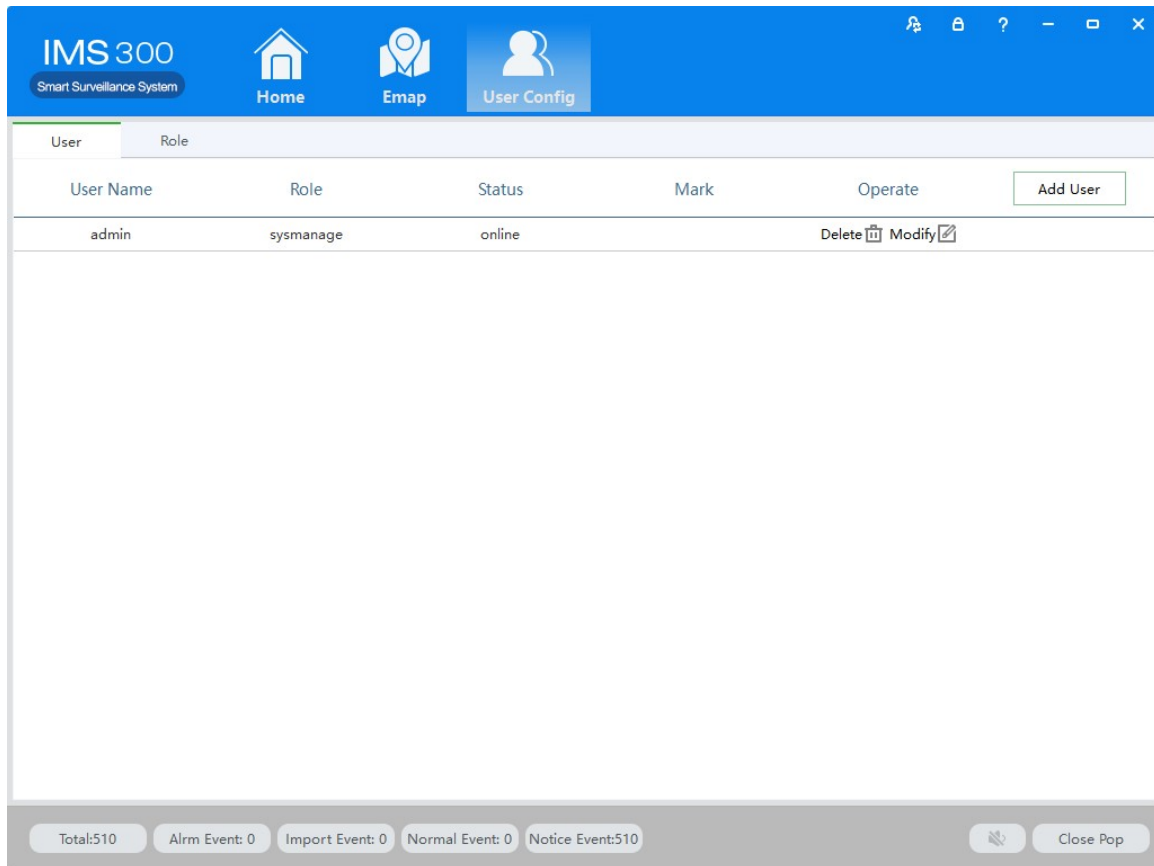 IMS 300
Smart Surveillance System
Home Emap User Config
User Role
User Name Role Status Mark Operate Add User
admin sysmanage online Delete Modify
Total:510 Alrm Event: 0 Import Event: 0 Normal Event: 0 Notice Event:510 Close Pop